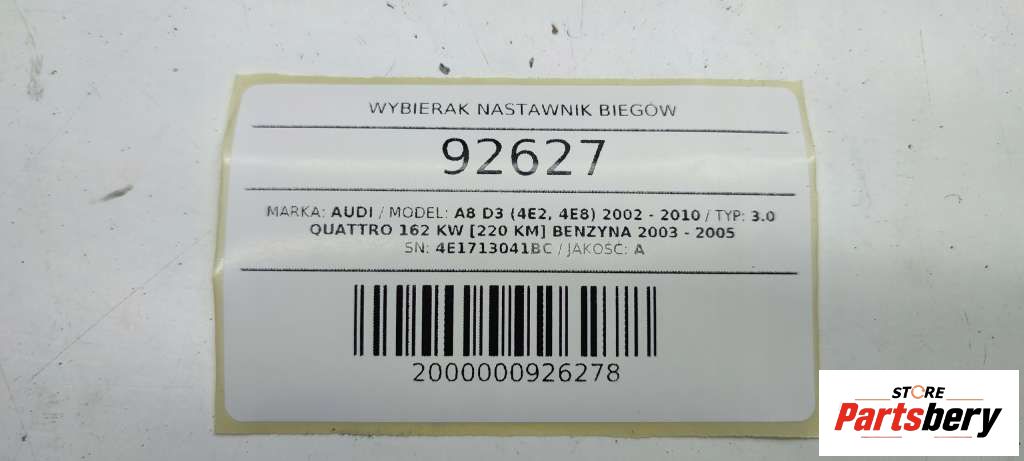 WYBIERAK NASTAWNIK BIEGÓW
92627
MARKA: AUDI / MODEL: A8 D3 (4E2, 4E8) 2002 - 2010 / TYP: 3.0
QUATTRO 162 KW [220 KM] BENZYNA 2003 - 2005
SN: 4E1713041BC / JAKOŚĆ: A
2000000926278
STORE
Partsbery